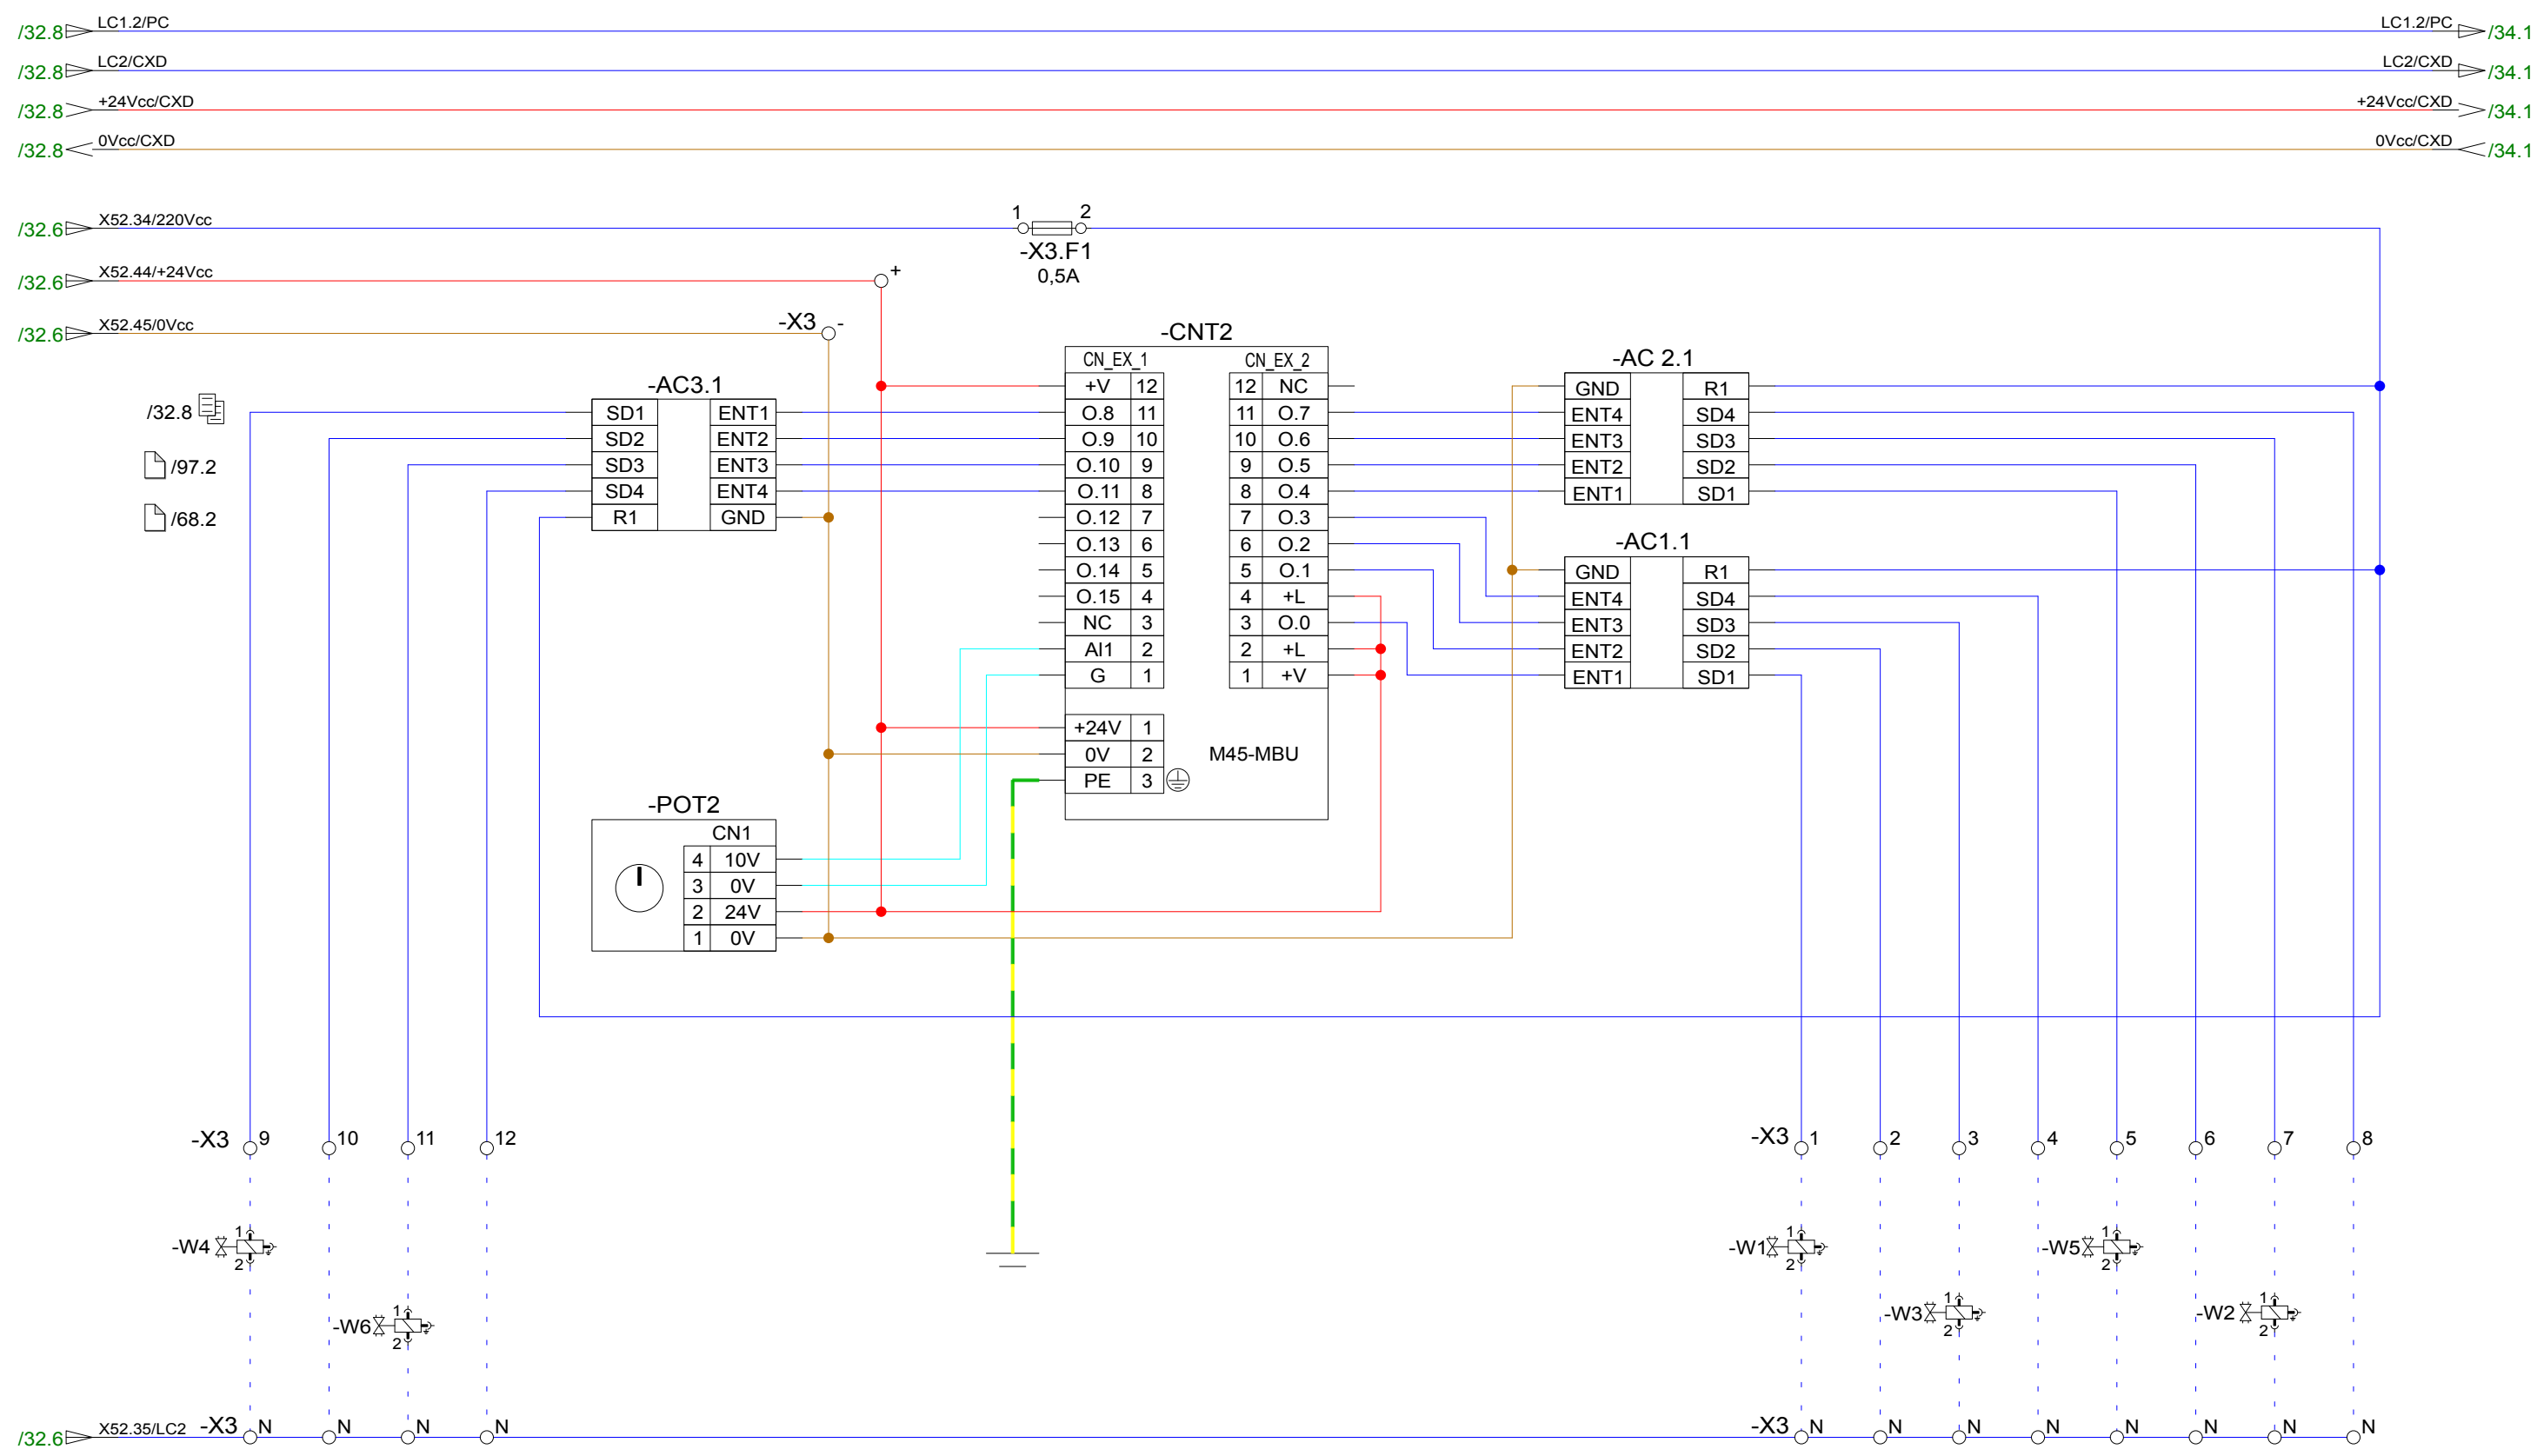 /32.8 LC1.2/PC LC1.2/PC /34.1
/32.8 LC2/CXD LC2/CXD /34.1
/32.8 +24Vcc/CXD +24Vcc/CXD /34.1
/32.8 0Vcc/CXD 0Vcc/CXD /34.1
/32.6 X52.34/220Vcc
1 2
-X3.F1
0,5A
/32.6 X52.44/+24Vcc +
/32.6 X52.45/0Vcc -X3 -
/32.8
/97.2
/68.2
-AC3.1
SD1 ENT1
SD2 ENT2
SD3 ENT3
SD4 ENT4
R1 GND
-CNT2
CN_EX_1 CN_EX_2
+V 12 12 NC
O.8 11 11 O.7
O.9 10 10 O.6
O.10 9 9 O.5
O.11 8 8 O.4
O.12 7 7 O.3
O.13 6 6 O.2
O.14 5 5 O.1
O.15 4 4 +L
NC 3 3 O.0
AI1 2 2 +L
G 1 1 +V
+24V 1
0V 2 M45-MBU
PE 3
-AC 2.1
GND R1
ENT4 SD4
ENT3 SD3
ENT2 SD2
ENT1 SD1
-AC1.1
GND R1
ENT4 SD4
ENT3 SD3
ENT2 SD2
ENT1 SD1
-POT2
CN1
4 10V
3 0V
2 24V
1 0V
-X3 9 10 11 12
-X3 1 2 3 4 5 6 7 8
-W4 1 2
-W6 1 2
-W1 1 2
-W5 1 2
-W3 1 2
-W2 1 2
/32.6 X52.35/LC2 -X3 N N N N
-X3 N N N N N N N N